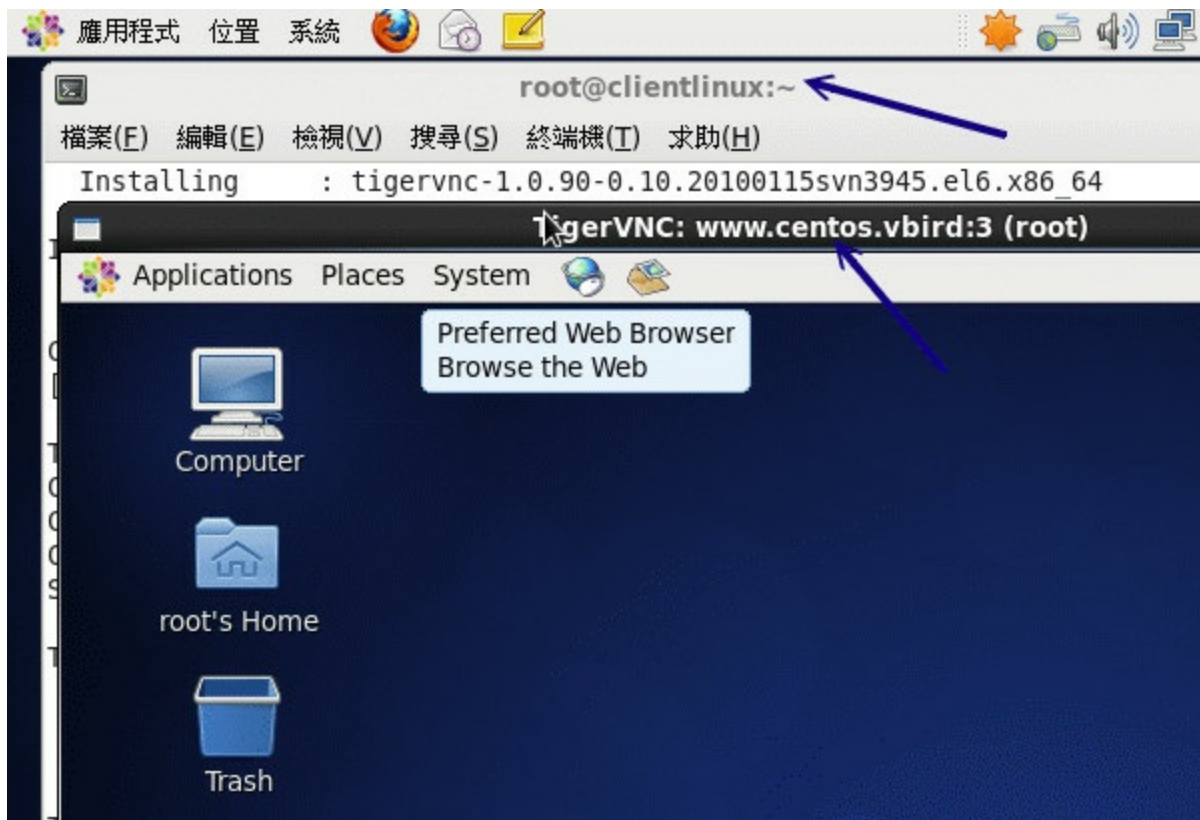 應用程式 位置 系統
root@clientlinux:~
檔案(F) 編輯(E) 檢視(V) 搜尋(S) 終端機(T) 求助(H)
Installing : tigervnc-1.0.90-0.10.20100115svn3945.el6.x86_64
TigerVNC: www.centos.vbird:3 (root)
Applications Places System
Preferred Web Browser
Browse the Web
Computer
root's Home
Trash